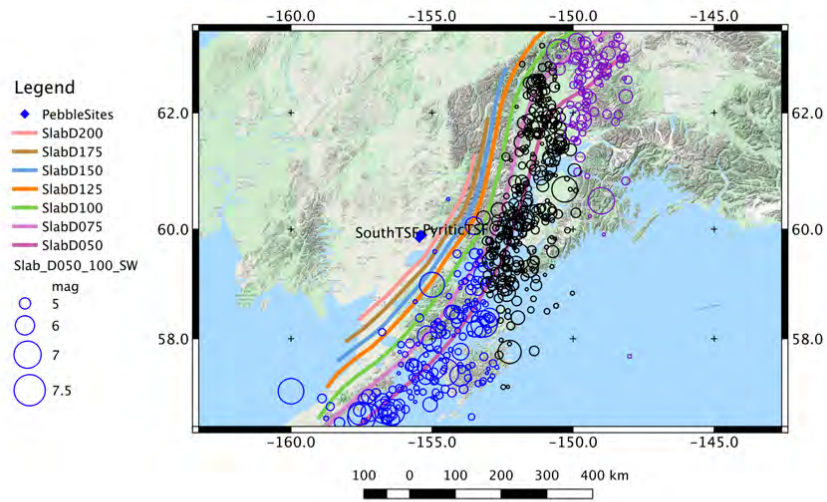 -160.0 -155.0 -150.0 -145.0
Legend
PebbleSites
SlabD200
SlabD175
SlabD150
SlabD125
SlabD100
SlabD075
SlabD050
Slab_D050_100_SW
mag
5
6
7
7.5
62.0 62.0
60.0 SouthTSF PyriticTSF 60.0
58.0 58.0
-160.0 -155.0 -150.0 -145.0
100 0 100 200 300 400 km